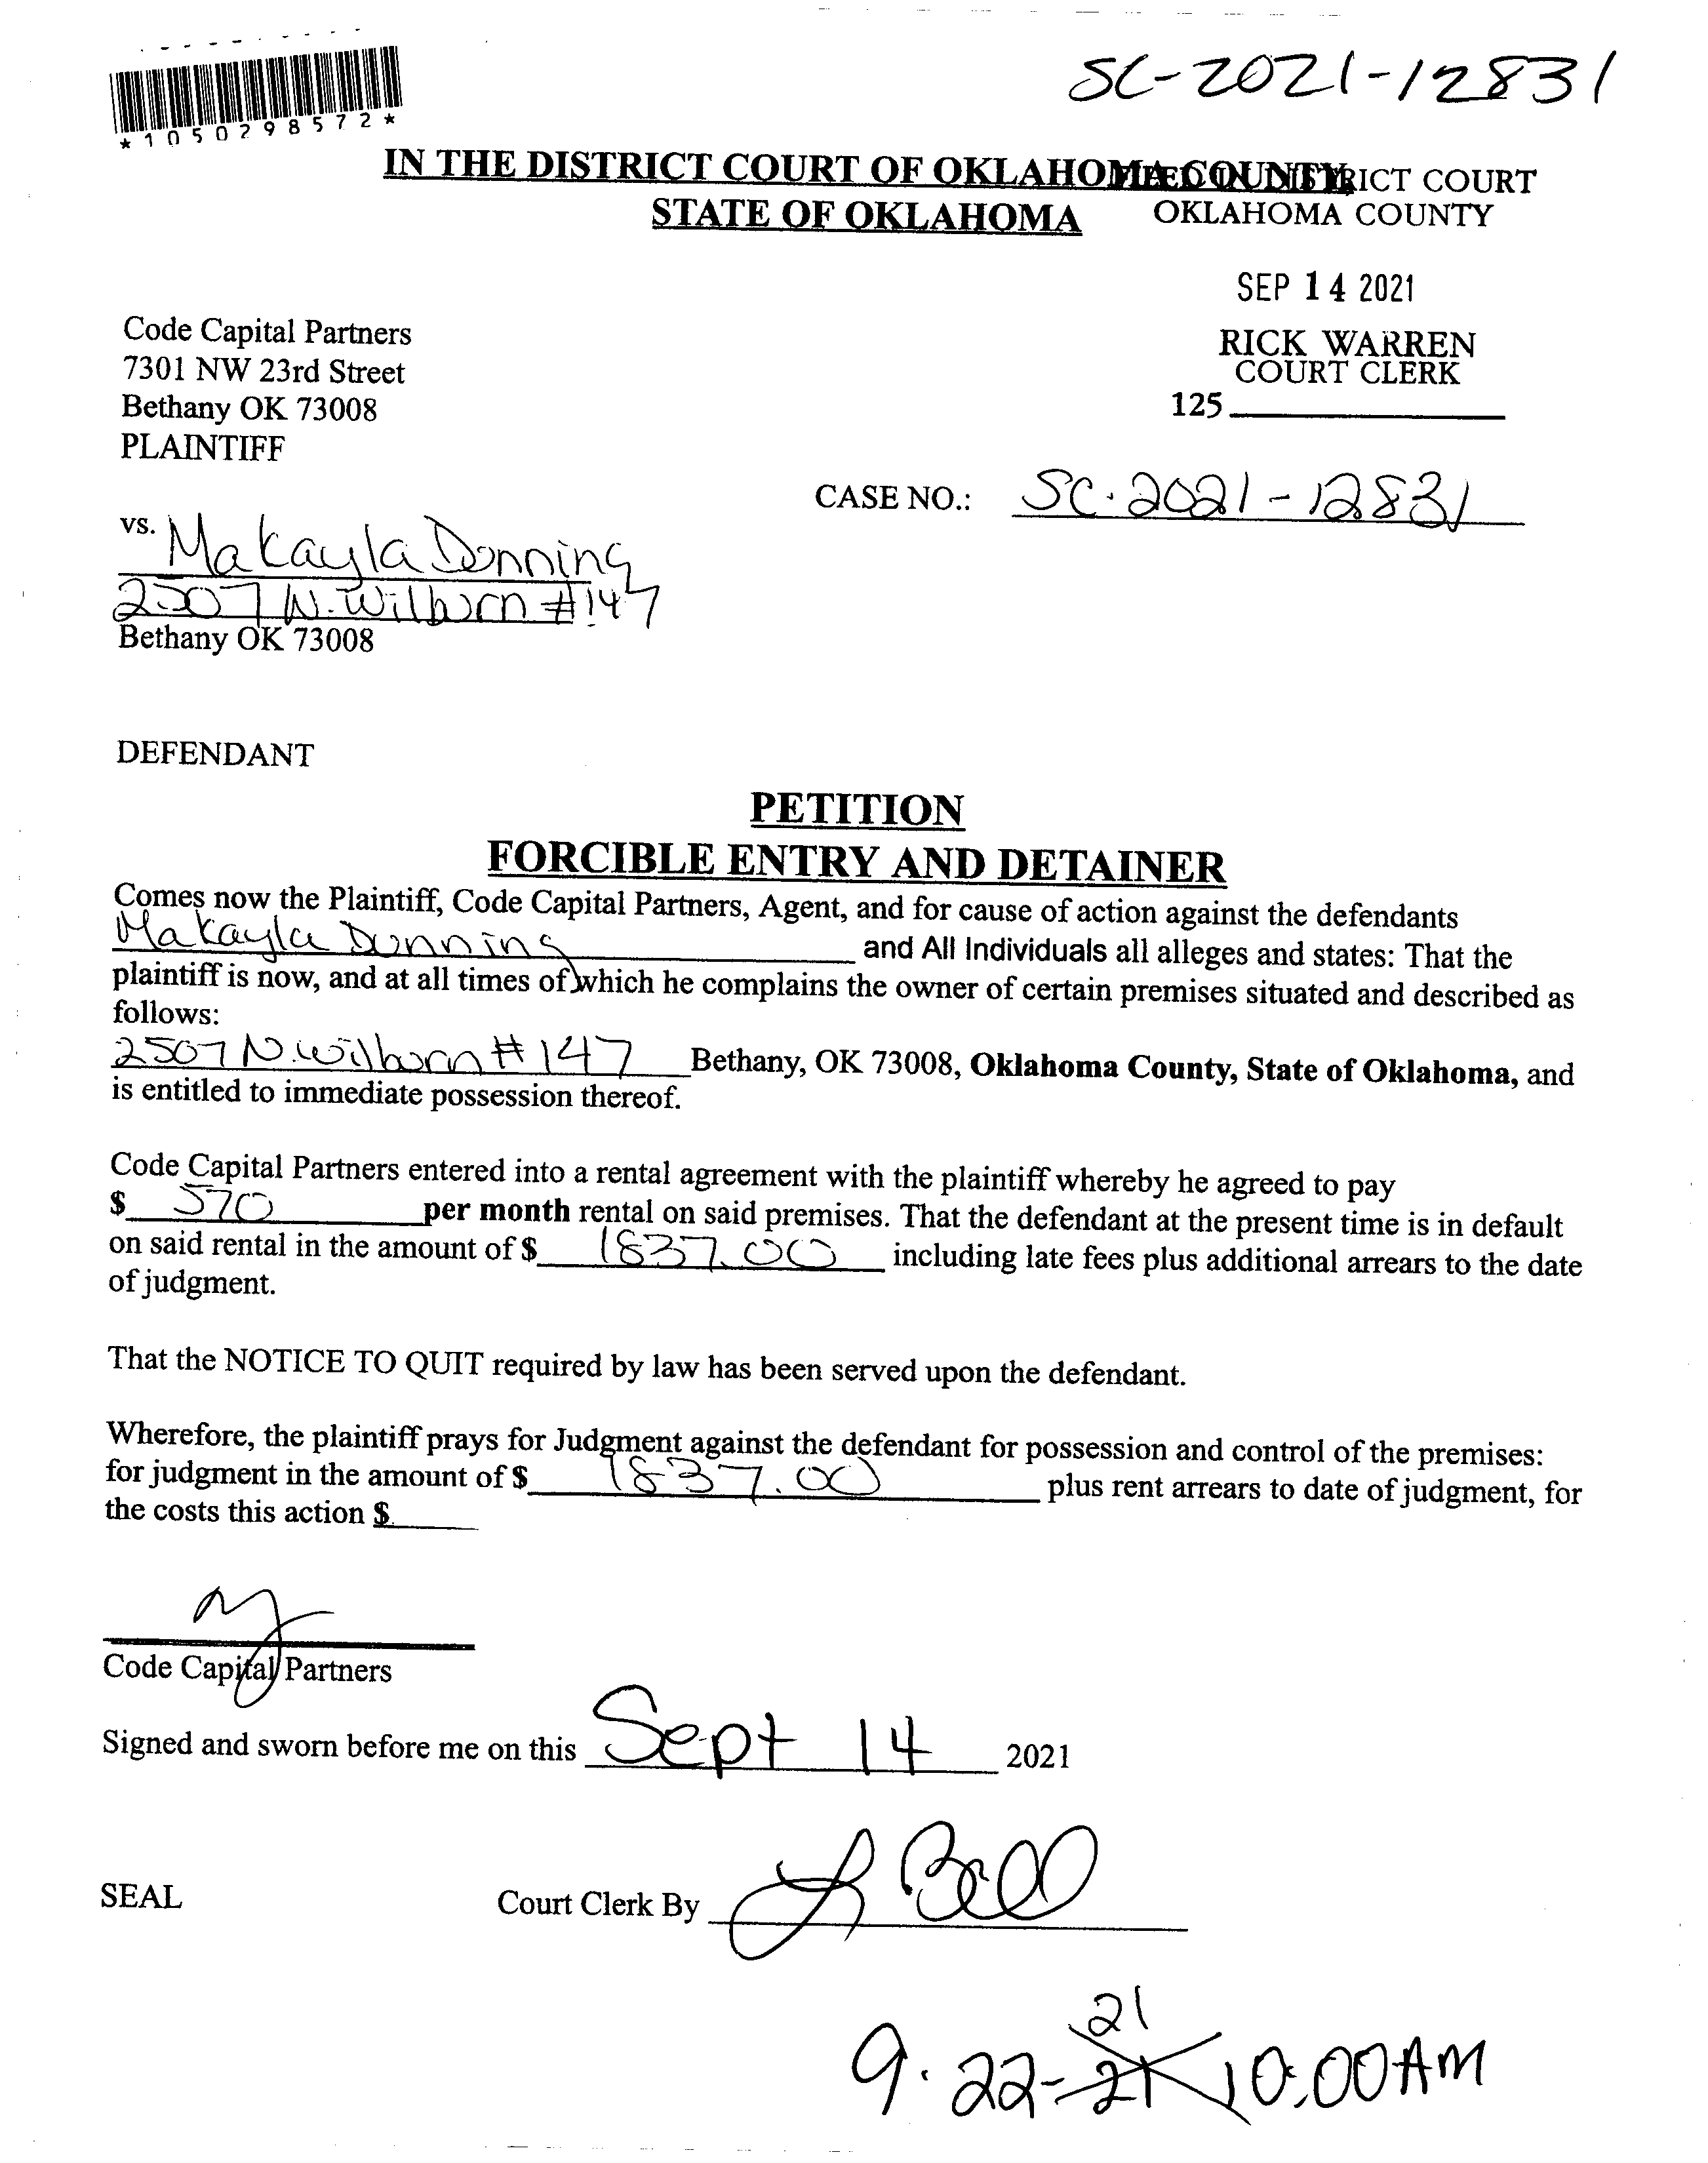 SC-2021-12831
*1050298572*
IN THE DISTRICT COURT OF OKLAHOMA COUNTY,
STATE OF OKLAHOMA
FILED IN DISTRICT COURT
OKLAHOMA COUNTY
SEP 14 2021
RICK WARREN
COURT CLERK
125
Code Capital Partners
7301 NW 23rd Street
Bethany OK 73008
PLAINTIFF
CASE NO.: SC-2021-12831
vs. Makayla Dunning
2507 N. Wilburn #147
Bethany OK 73008
DEFENDANT
PETITION
FORCIBLE ENTRY AND DETAINER
Comes now the Plaintiff, Code Capital Partners, Agent, and for cause of action against the defendants
Makayla Dunning and All Individuals all alleges and states: That the
plaintiff is now, and at all times of which he complains the owner of certain premises situated and described as
follows:
2507 N. Wilburn #147 Bethany, OK 73008, Oklahoma County, State of Oklahoma, and
is entitled to immediate possession thereof.
Code Capital Partners entered into a rental agreement with the plaintiff whereby he agreed to pay
$ 570 per month rental on said premises. That the defendant at the present time is in default
on said rental in the amount of $ 1837.00 including late fees plus additional arrears to the date
of judgment.
That the NOTICE TO QUIT required by law has been served upon the defendant.
Wherefore, the plaintiff prays for Judgment against the defendant for possession and control of the premises:
for judgment in the amount of $ 1837.00 plus rent arrears to date of judgment, for
the costs this action $
Code Capital Partners
Signed and sworn before me on this Sept 14 2021
SEAL
Court Clerk By L Bell
21
9.22-21 10:00AM